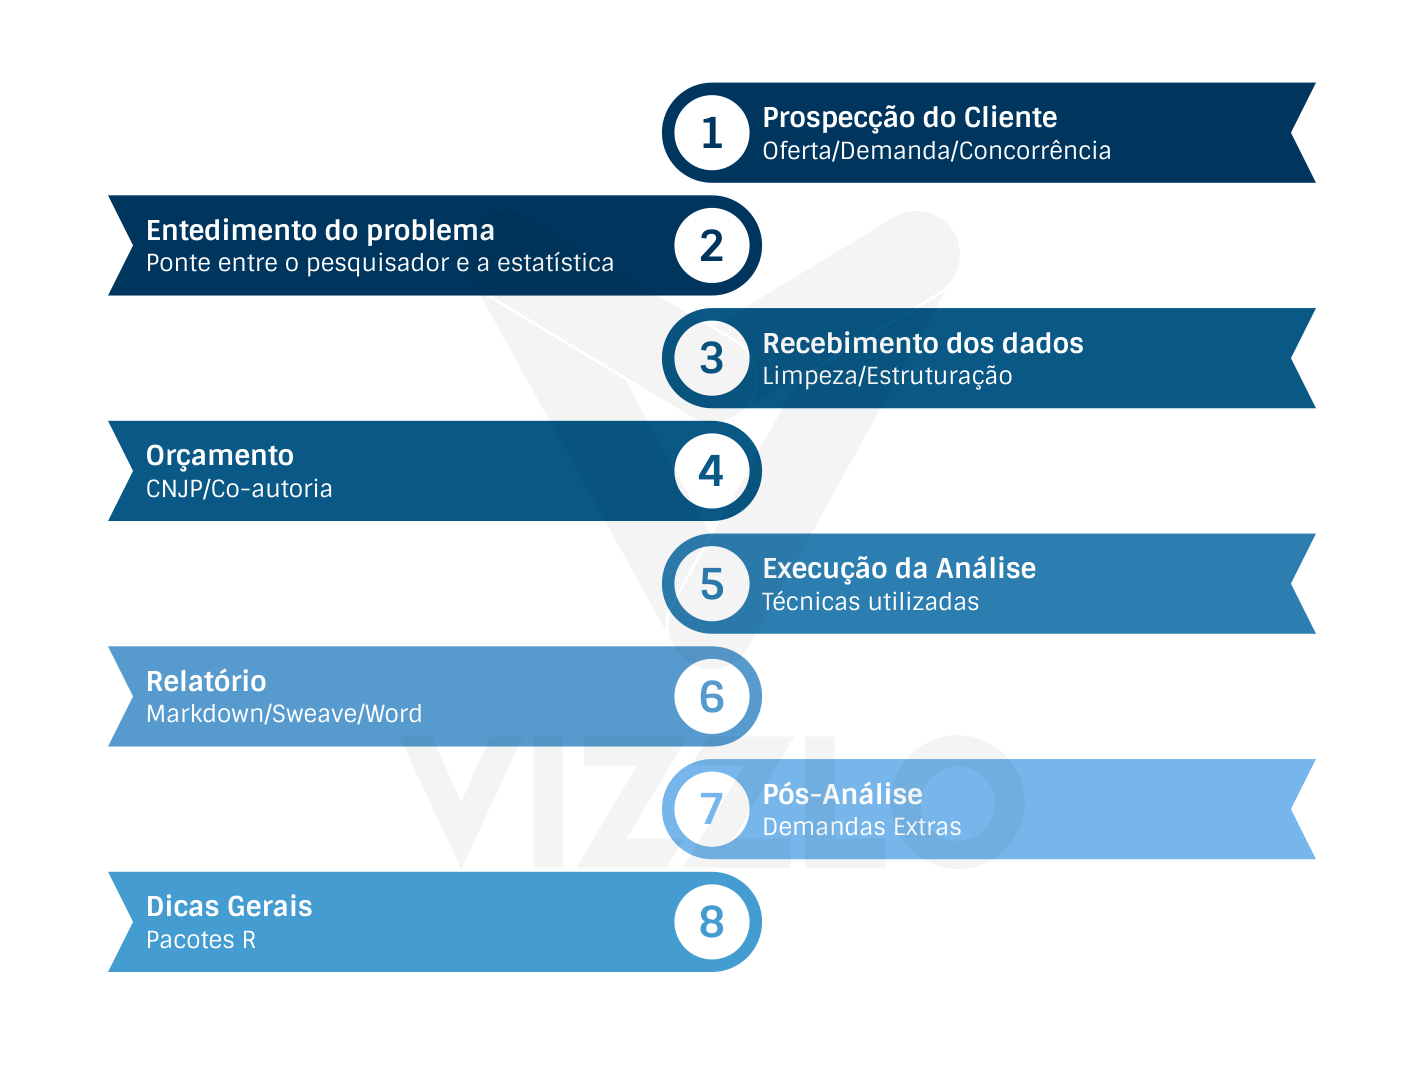 1
Prospecção do Cliente
Oferta/Demanda/Concorrência
Entedimento do problema
Ponte entre o pesquisador e a estatística
2
3
Recebimento dos dados
Limpeza/Estruturação
Orçamento
CNJP/Co-autoria
4
5
Execução da Análise
Técnicas utilizadas
Relatório
Markdown/Sweave/Word
6
VIZZLO
7
Pós-Análise
Demandas Extras
Dicas Gerais
Pacotes R
8